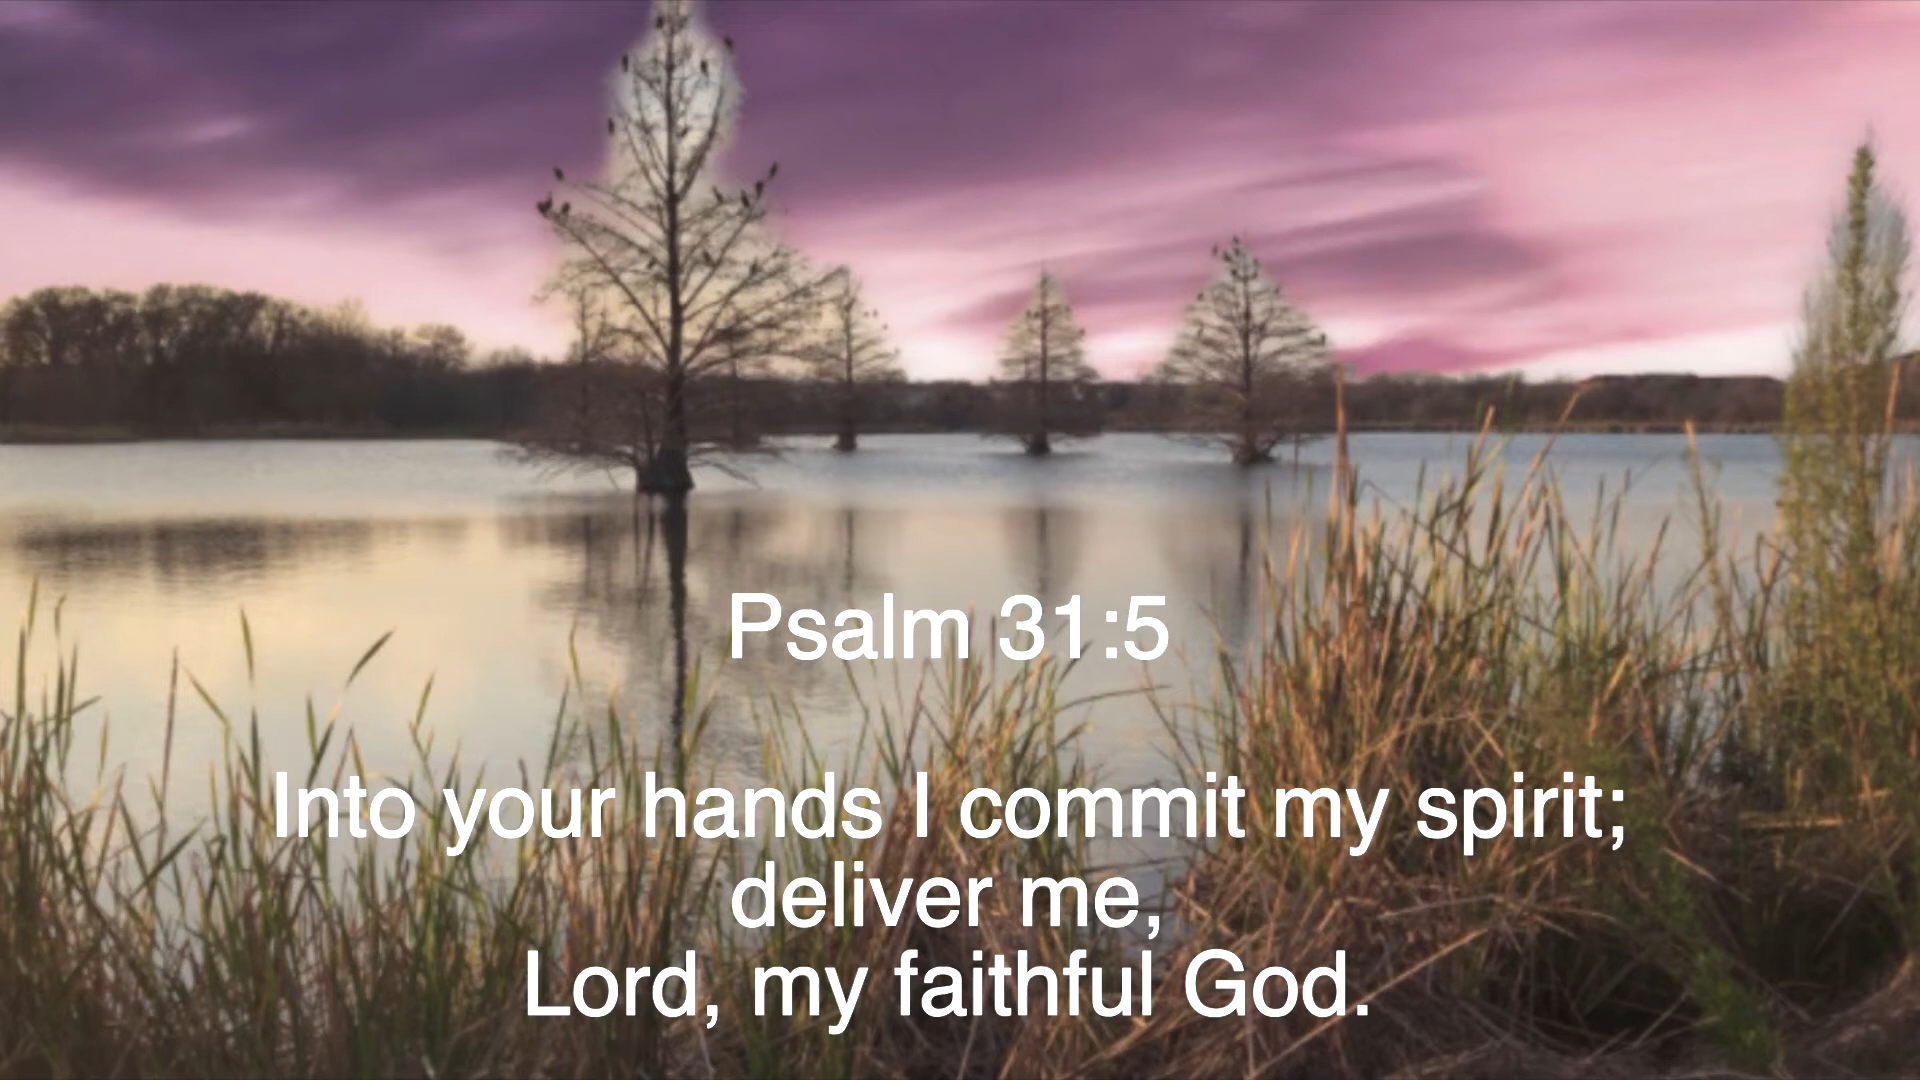 Psalm 31:5
Into your hands I commit my spirit;
deliver me,
Lord, my faithful God.